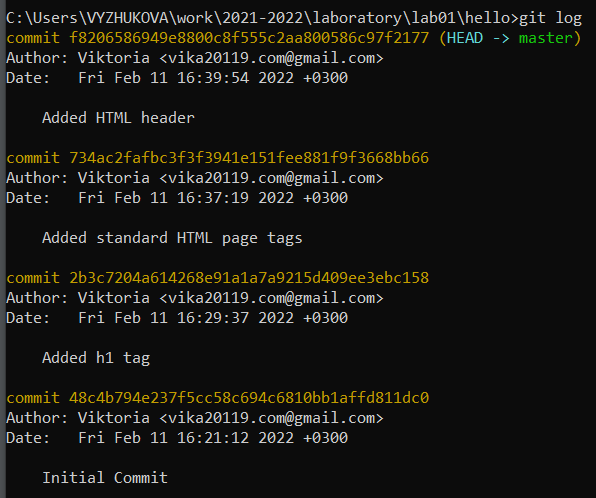 C:\Users\VYZHUKOVA\work\2021-2022\laboratory\lab01\hello>git log
commit f8206586949e8800c8f555c2aa800586c97f2177 (HEAD -> master)
Author: Viktoria <vika20119.com@gmail.com>
Date:   Fri Feb 11 16:39:54 2022 +0300
    Added HTML header
commit 734ac2fafbc3f3f3941e151fee881f9f3668bb66
Author: Viktoria <vika20119.com@gmail.com>
Date:   Fri Feb 11 16:37:19 2022 +0300
    Added standard HTML page tags
commit 2b3c7204a614268e91a1a7a9215d409ee3ebc158
Author: Viktoria <vika20119.com@gmail.com>
Date:   Fri Feb 11 16:29:37 2022 +0300
    Added h1 tag
commit 48c4b794e237f5cc58c694c6810bb1affd811dc0
Author: Viktoria <vika20119.com@gmail.com>
Date:   Fri Feb 11 16:21:12 2022 +0300
    Initial Commit